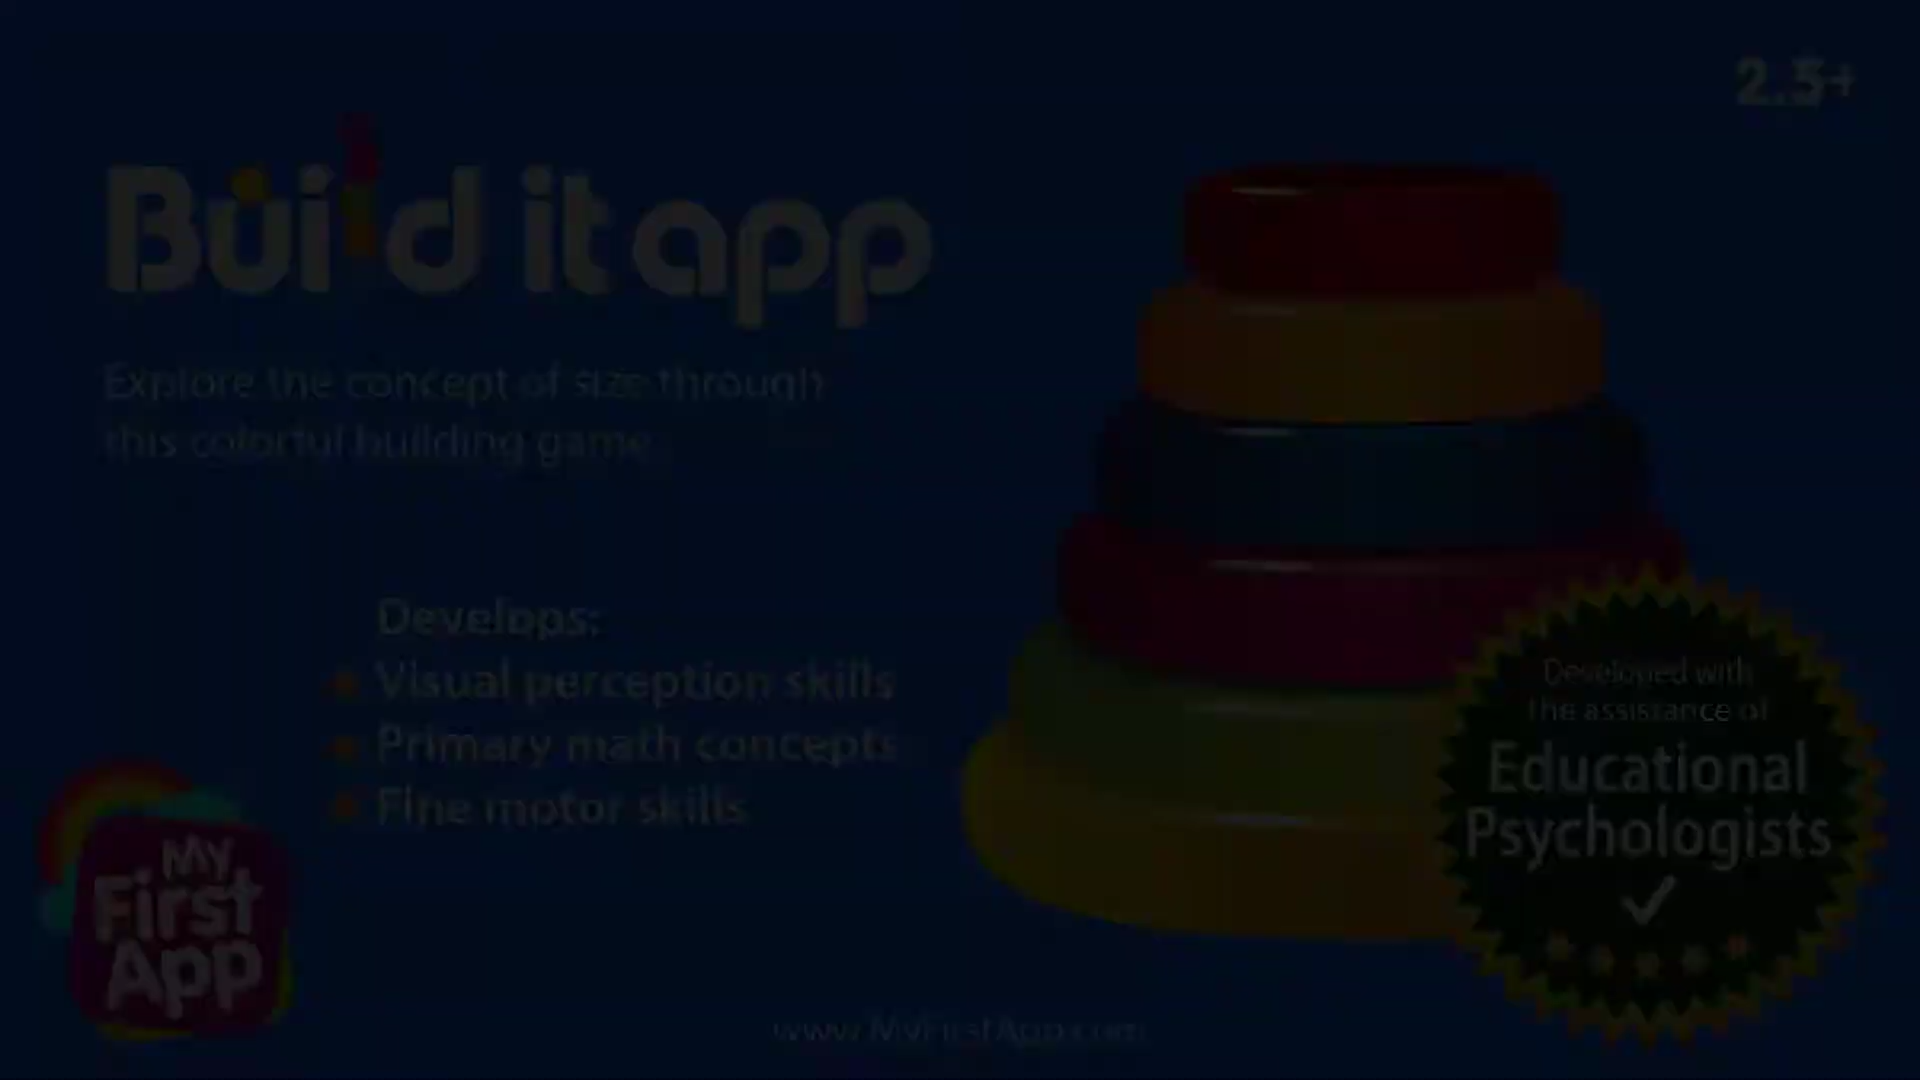 2.5+
Build it app
Explore the concept of size through
this colorful building game
Develops:
Visual perception skills
Primary math concepts
Fine motor skills
Developed with
the assistance of
Educational
Psychologists
My
First
App
www.MyFirstApp.com